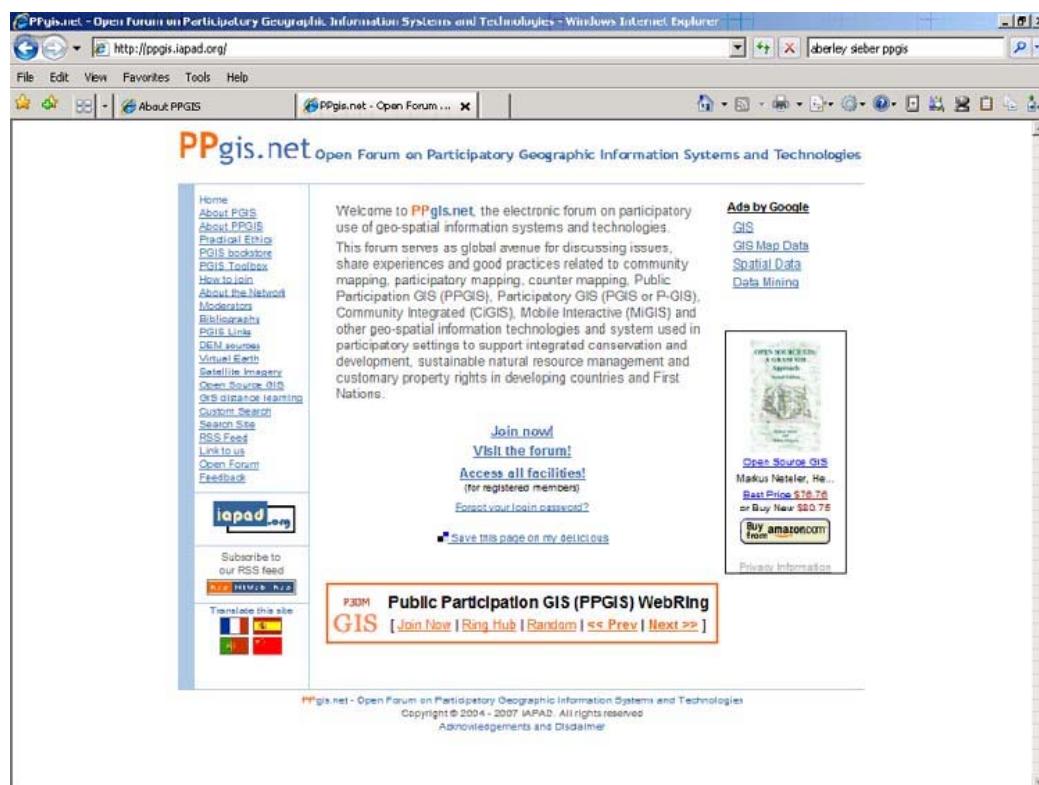 PPgis.net - Open Forum on Participatory Geographic Information Systems and Technologies - Windows Internet Explorer
http://ppgis.iapad.org/
aberley sieber ppgis
File Edit View Favorites Tools Help
About PPGIS
PPgis.net - Open Forum ...
PPgis.net Open Forum on Participatory Geographic Information Systems and Technologies
Home
About PGIS
About PPGIS
Practical Ethics
PGIS bookstore
PGIS Toolbox
How to join
About the Network
Moderators
Bibliography
PGIS Links
DEM sources
Virtual Earth
Satellite Imagery
Open Source GIS
GIS distance learning
Custom Search
Search Site
RSS Feed
Link to us
Open Forum
Feedback
iapad.org
Subscribe to
our RSS feed
Translate this site
Welcome to PPgis.net, the electronic forum on participatory
use of geo-spatial information systems and technologies.
This forum serves as global avenue for discussing issues,
share experiences and good practices related to community
mapping, participatory mapping, counter mapping, Public
Participation GIS (PPGIS), Participatory GIS (PGIS or P-GIS),
Community Integrated (CiGIS), Mobile Interactive (MiGIS) and
other geo-spatial information technologies and system used in
participatory settings to support integrated conservation and
development, sustainable natural resource management and
customary property rights in developing countries and First
Nations.
Join now!
Visit the forum!
Access all facilities!
(for registered members)
Forgot your login password?
Save this page on my delicious
P3DM
GIS
Public Participation GIS (PPGIS) WebRing
[ Join Now | Ring Hub | Random | << Prev | Next >> ]
Ads by Google
GIS
GIS Map Data
Spatial Data
Data Mining
OPEN SOURCE GIS:
A GRASS GIS
Approach
Open Source GIS
Markus Neteler, He...
Best Price $76.76
or Buy New $80.75
Buy from amazon.com
Privacy Information
PPgis.net - Open Forum on Participatory Geographic Information Systems and Technologies
Copyright © 2004 - 2007 IAPAD. All rights reserved
Acknowledgements and Disclaimer